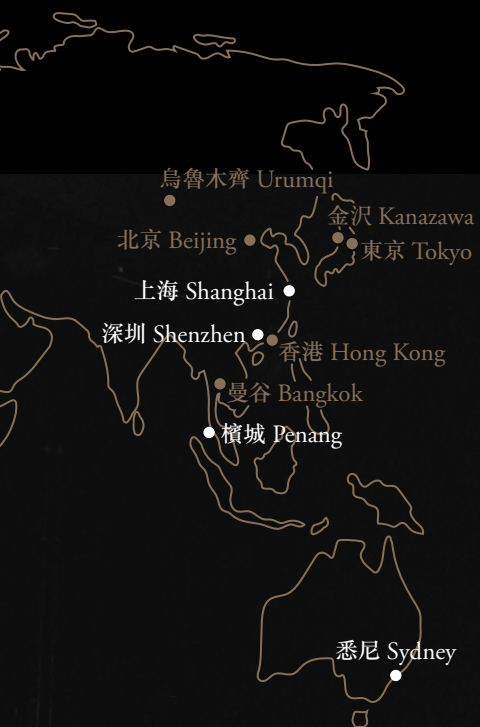 烏魯木齊 Urumqi
金沢 Kanazawa
北京 Beijing
東京 Tokyo
上海 Shanghai
深圳 Shenzhen
香港 Hong Kong
曼谷 Bangkok
檳城 Penang
悉尼 Sydney